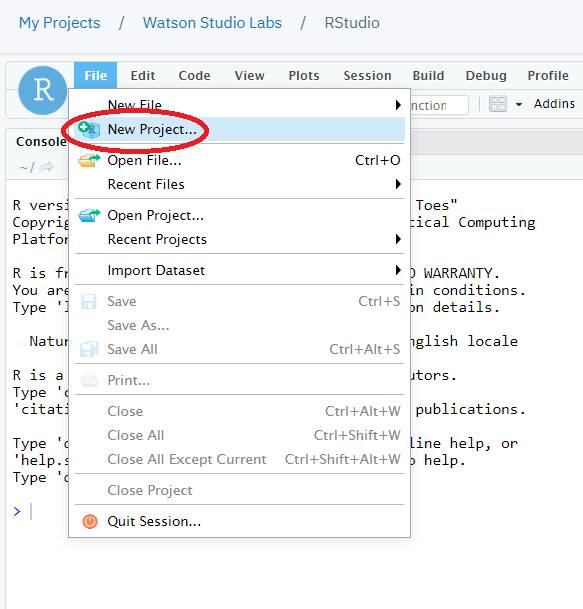 My Projects / Watson Studio Labs / RStudio
R File Edit Code View Plots Session Build Debug Profile
nction Addins
New File
New Project...
Console
Open File... Ctrl+O
~/
Recent Files
R versi Toes"
Open Project...
Copyrig tical Computing
Recent Projects
Platfor
Import Dataset
R is fr O WARRANTY.
You are in conditions.
Save Ctrl+S
Type 'l on details.
Save As...
Natur nglish locale
Save All Ctrl+Alt+S
R is a utors.
Print...
Type 'c
Close Ctrl+Alt+W
'citati publications.
Close All Ctrl+Shift+W
Type 'd line help, or
Close All Except Current Ctrl+Shift+Alt+W
'help.s o help.
Type 'q
Close Project
> Quit Session...